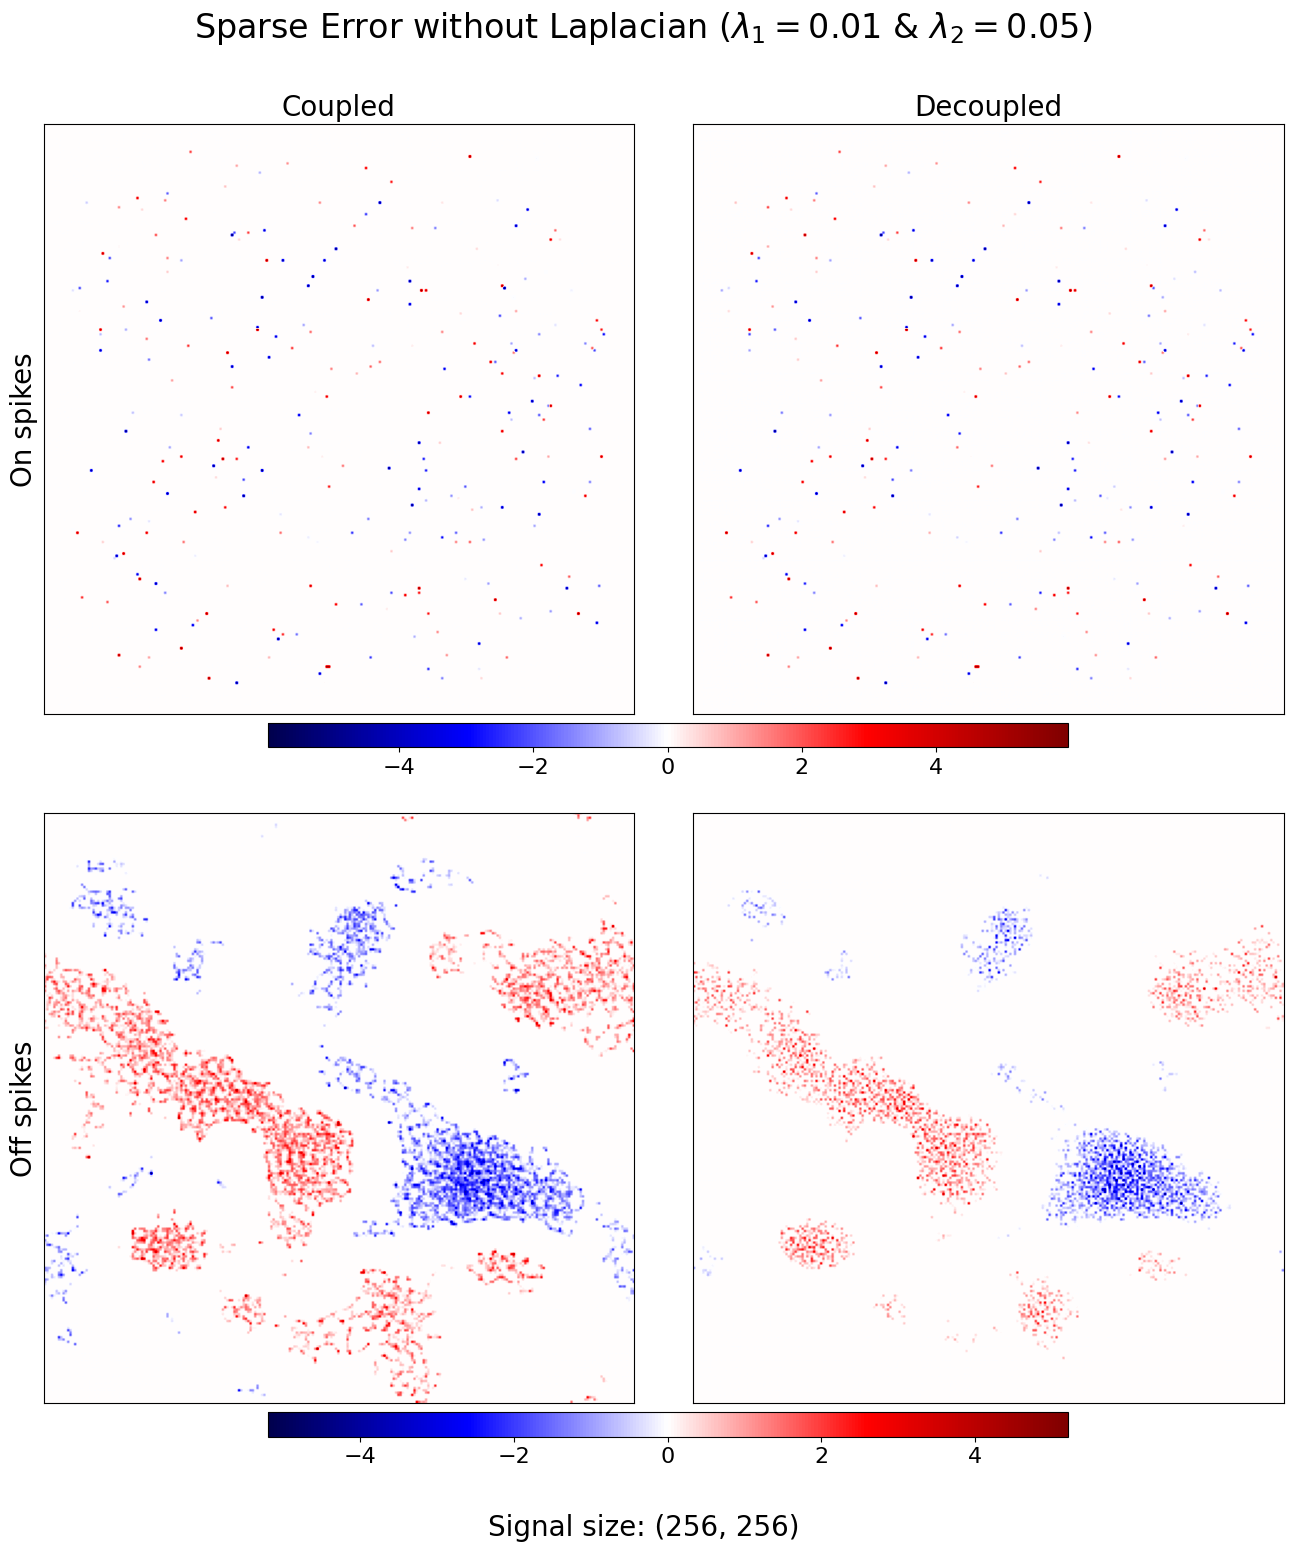 Sparse Error without Laplacian (λ₁ = 0.01 & λ₂ = 0.05)
Coupled
Decoupled
On spikes
−4 −2 0 2 4
Off spikes
−4 −2 0 2 4
Signal size: (256, 256)